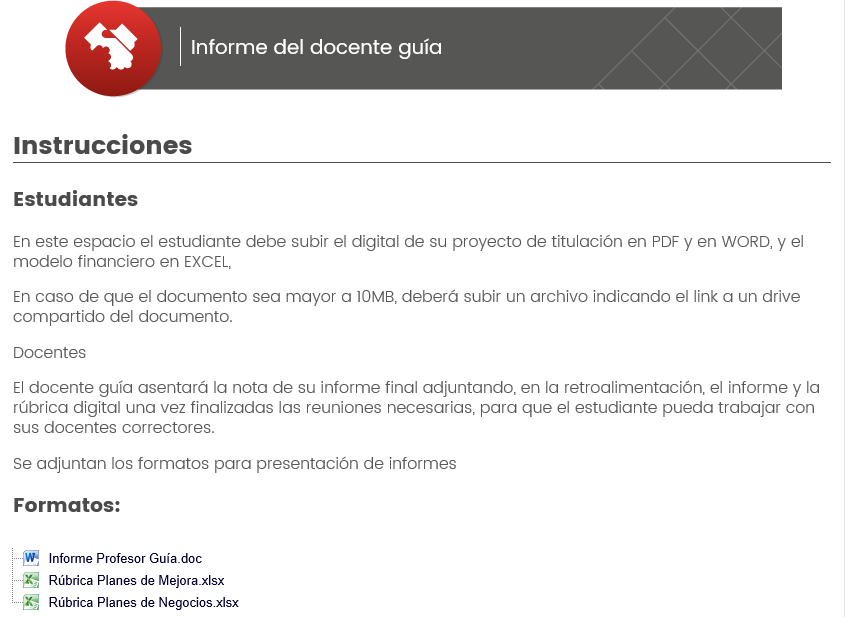 Informe del docente guía
Instrucciones
Estudiantes
En este espacio el estudiante debe subir el digital de su proyecto de titulación en PDF y en WORD, y el
modelo financiero en EXCEL,
En caso de que el documento sea mayor a 10MB, deberá subir un archivo indicando el link a un drive
compartido del documento.
Docentes
El docente guía asentará la nota de su informe final adjuntando, en la retroalimentación, el informe y la
rúbrica digital una vez finalizadas las reuniones necesarias, para que el estudiante pueda trabajar con
sus docentes correctores.
Se adjuntan los formatos para presentación de informes
Formatos:
Informe Profesor Guía.doc
Rúbrica Planes de Mejora.xlsx
Rúbrica Planes de Negocios.xlsx